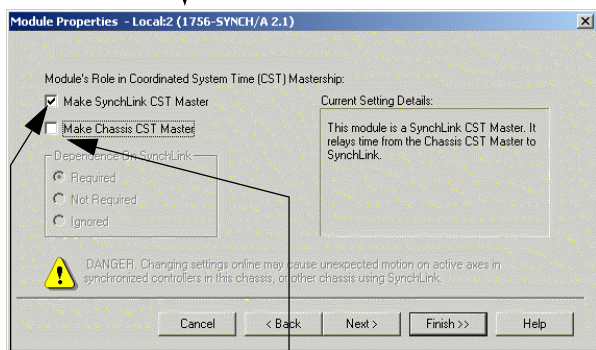 Module Properties - Local:2 (1756-SYNCH/A 2.1)
Module's Role in Coordinated System Time (CST) Mastership:
Make SynchLink CST Master
Make Chassis CST Master
Dependence On SynchLink
Required
Not Required
Ignored
Current Setting Details:
This module is a SynchLink CST Master. It
relays time from the Chassis CST Master to
SynchLink.
DANGER. Changing settings online may cause unexpected motion on active axes in
synchronized controllers in this chassis, or other chassis using SynchLink.
Cancel < Back Next > Finish >> Help